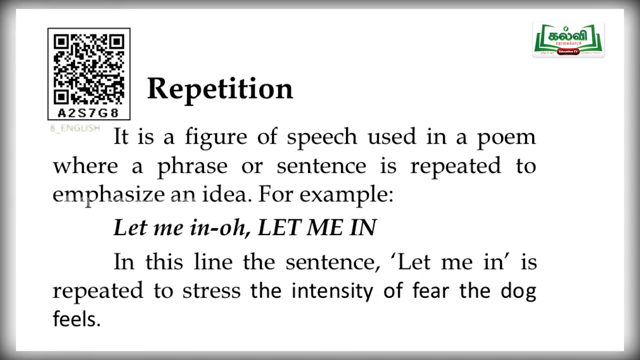 கல்வி
A2S7G8
8_ENGLISH
Repetition
It is a figure of speech used in a poem
where a phrase or sentence is repeated to
emphasize an idea. For example:
Let me in-oh, LET ME IN
In this line the sentence, ‘Let me in’ is
repeated to stress the intensity of fear the dog
feels.